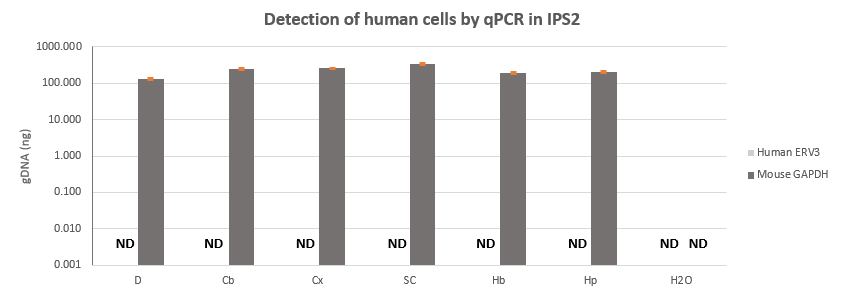 Detection of human cells by qPCR in IPS2
1000.000
100.000
10.000
1.000
0.100
0.010
0.001
gDNA (ng)
ND ND ND ND ND ND ND ND
D Cb Cx SC Hb Hp H2O
Human ERV3
Mouse GAPDH